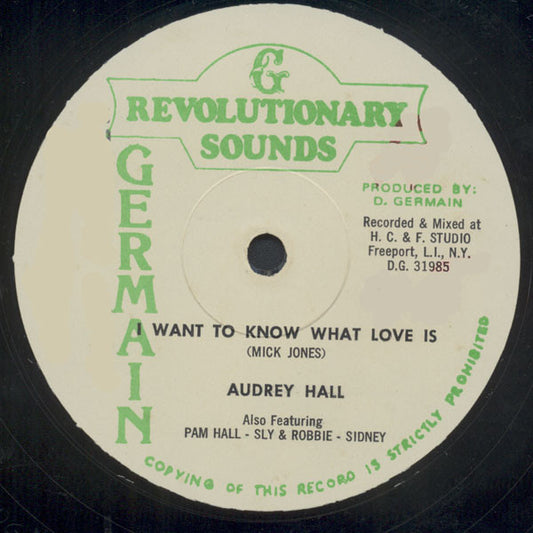 G
REVOLUTIONARY
SOUNDS
GERMAIN
PRODUCED BY:
D. GERMAIN
Recorded & Mixed at
H. C. & F. STUDIO
Freeport, L.I., N.Y.
D.G. 31985
I WANT TO KNOW WHAT LOVE IS
(MICK JONES)
AUDREY HALL
Also Featuring
PAM HALL - SLY & ROBBIE - SIDNEY
COPYING OF THIS RECORD IS STRICTLY PROHIBITED